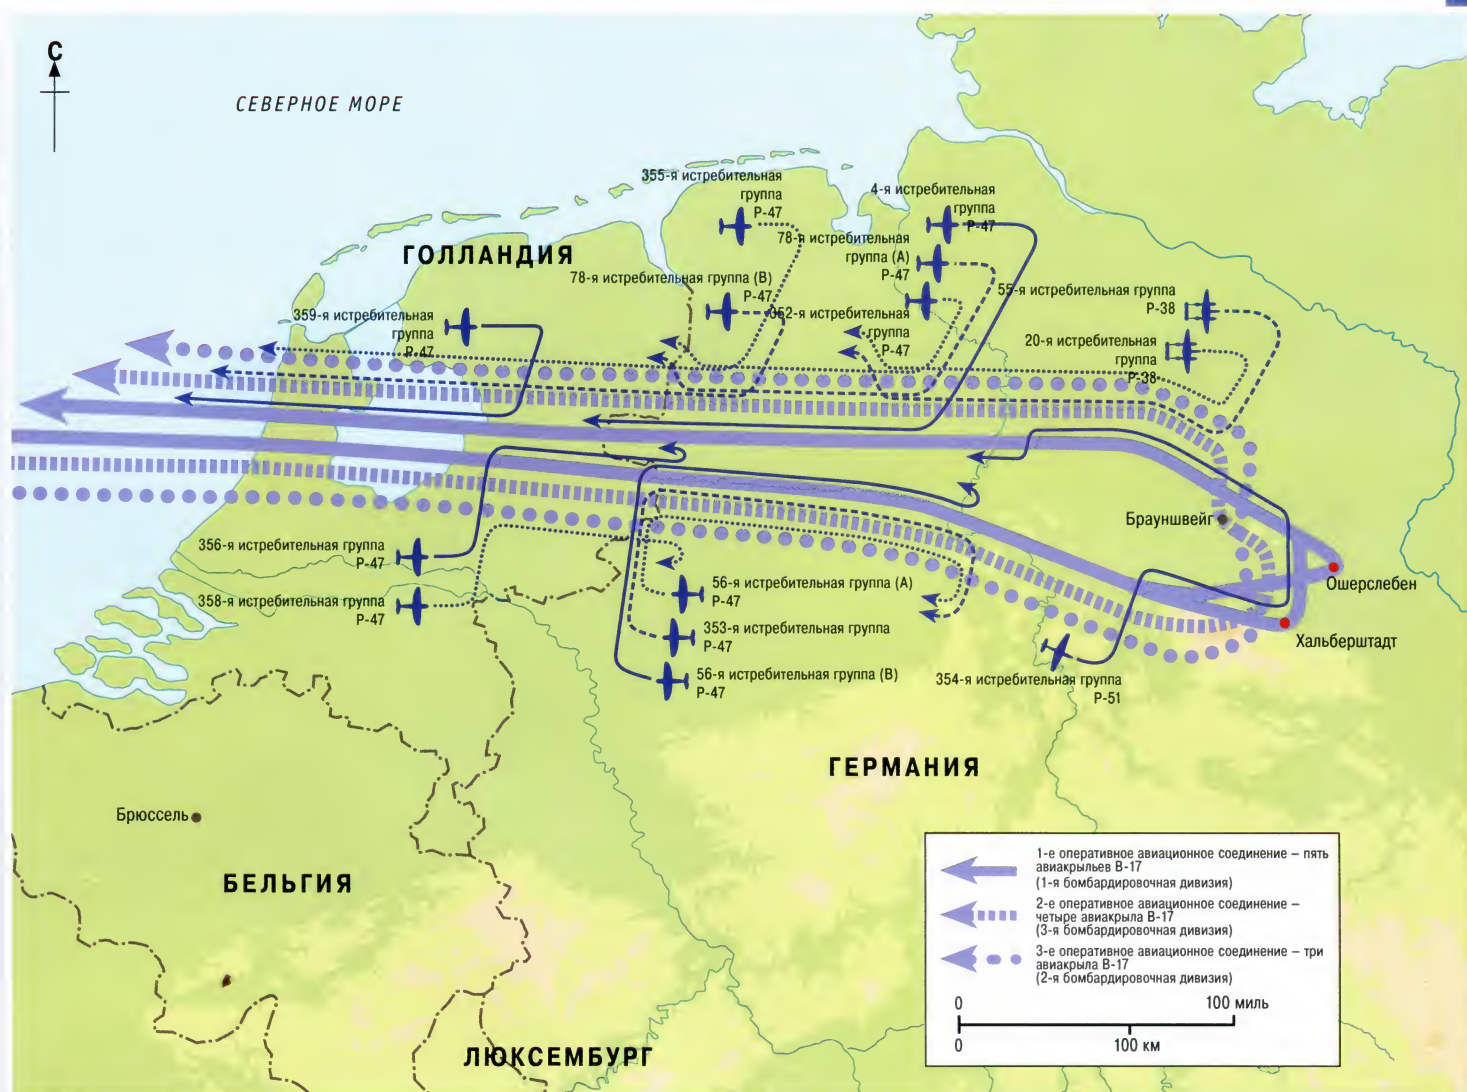 С
СЕВЕРНОЕ МОРЕ
355-я истребительная
группа
Р-47
4-я истребительная
группа
Р-47
ГОЛЛАНДИЯ
78-я истребительная
группа (А)
Р-47
78-я истребительная группа (В)
Р-47
55-я истребительная группа
Р-38
359-я истребительная
группа
Р-47
362-я истребительная
группа
Р-47
20-я истребительная
группа
Р-38
Брауншвейг
356-я истребительная группа
Р-47
Ошерслебен
56-я истребительная группа (А)
Р-47
358-я истребительная группа
Р-47
353-я истребительная группа
Р-47
Хальберштадт
56-я истребительная группа (В)
Р-47
354-я истребительная группа
Р-51
ГЕРМАНИЯ
Брюссель
БЕЛЬГИЯ
ЛЮКСЕМБУРГ
1-е оперативное авиационное соединение – пять
авиакрыльев В-17
(1-я бомбардировочная дивизия)
2-е оперативное авиационное соединение –
четыре авиакрыла В-17
(3-я бомбардировочная дивизия)
3-е оперативное авиационное соединение – три
авиакрыла В-17
(2-я бомбардировочная дивизия)
0 100 миль
0 100 км